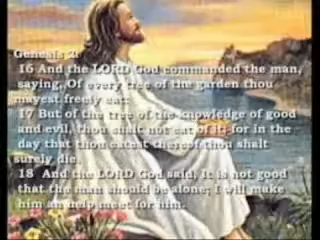 Genesis 2:
16 And the LORD God commanded the man,
saying, Of every tree of the garden thou
mayest freely eat:
17 But of the tree of the knowledge of good
and evil, thou shalt not eat of it: for in the
day that thou eatest thereof thou shalt
surely die
18 And the LORD God said, It is not
good that the man should be alone; I will make
him an help meet for him.